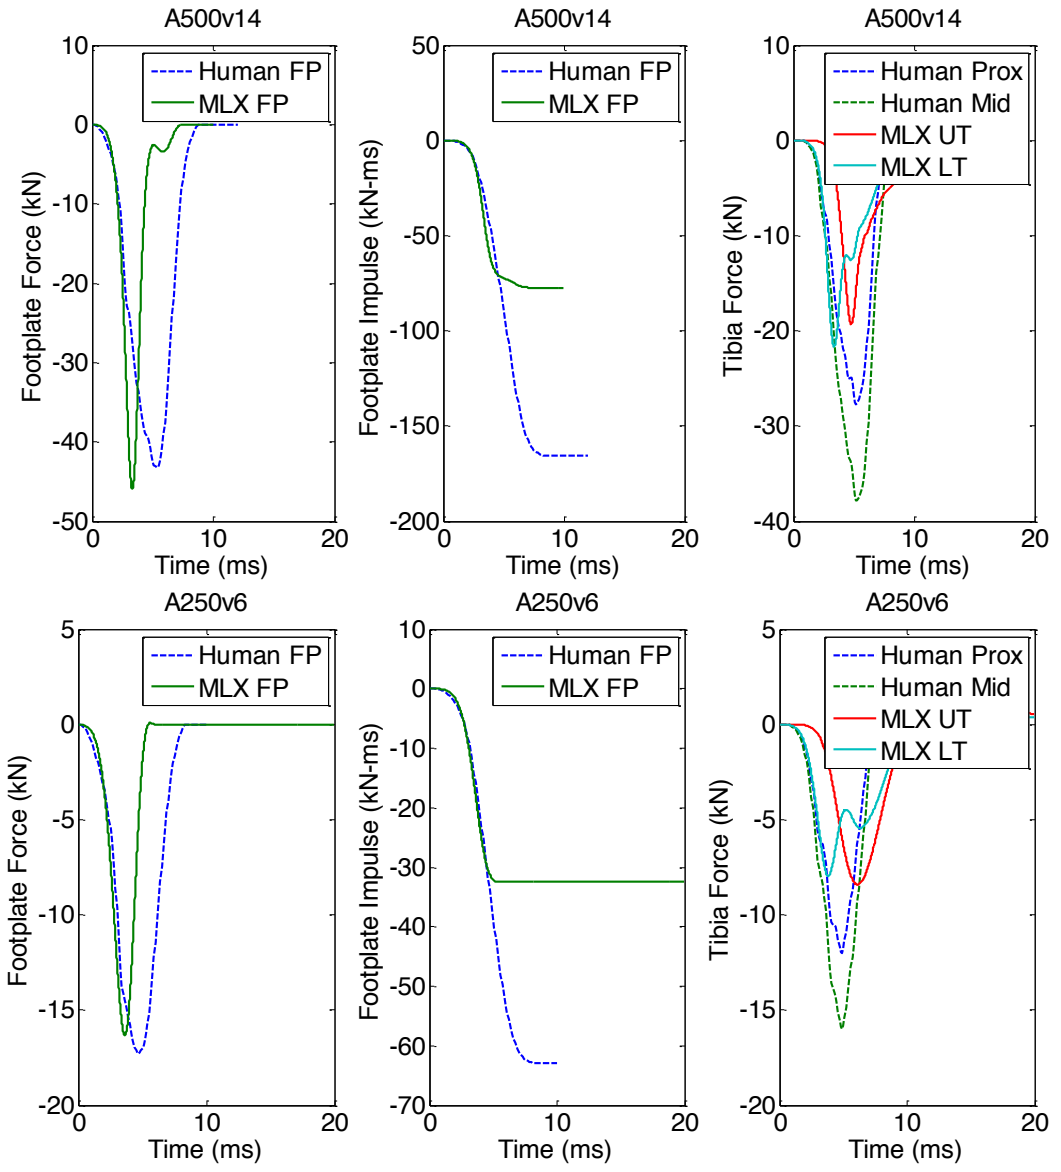 A500v14
Footplate Force (kN)
10
0
-10
-20
-30
-40
-50
0
10
20
Time (ms)
Human FP
MLX FP
Footplate Impulse (kN-ms)
50
0
-50
-100
-150
-200
0
10
20
Time (ms)
Human FP
MLX FP
A500v14
Tibia Force (kN)
10
0
-10
-20
-30
-40
0
10
20
Time (ms)
Human Prox
Human Mid
MLX UT
MLX LT
A250v6
Footplate Force (kN)
5
0
-5
-10
-15
-20
0
10
20
Time (ms)
Human FP
MLX FP
A250v6
Footplate Impulse (kN-ms)
10
0
-10
-20
-30
-40
-50
-60
-70
0
10
20
Time (ms)
Human FP
MLX FP
A250v6
Tibia Force (kN)
5
0
-5
-10
-15
-20
0
10
20
Time (ms)
Human Prox
Human Mid
MLX UT
MLX LT